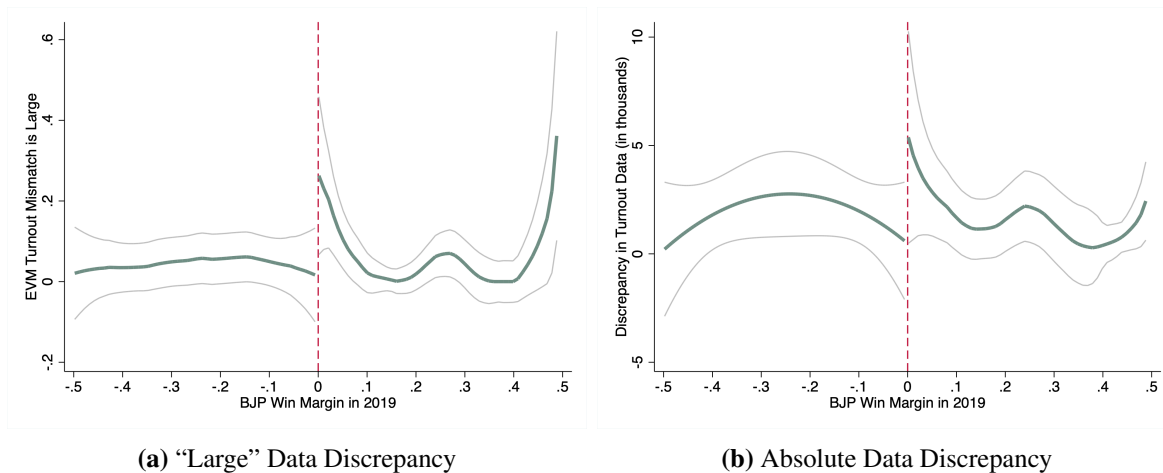 EVM Turnout Mismatch is Large
.6
.4
.2
0
-.2
-.5 -.4 -.3 -.2 -.1 0 .1 .2 .3 .4 .5
BJP Win Margin in 2019
(a) “Large” Data Discrepancy
Discrepancy in Turnout Data (in thousands)
10
5
0
-5
-.5 -.4 -.3 -.2 -.1 0 .1 .2 .3 .4 .5
BJP Win Margin in 2019
(b) Absolute Data Discrepancy